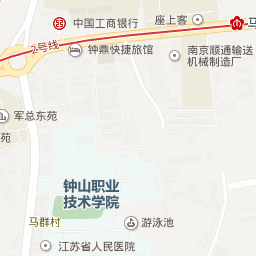 座上客
中国工商银行
马
2号线
钟鼎快捷旅馆
南京顺通输送
机械制造厂
军总东苑
苑
钟山职业
技术学院
马群村
游泳池
江苏省人民医院